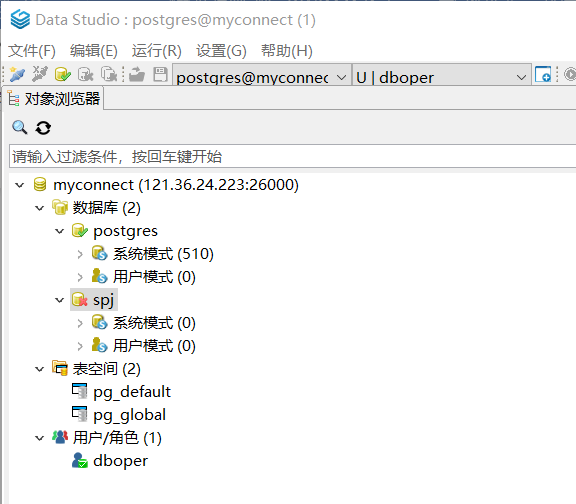 Data Studio : postgres@myconnect (1)
文件(F) 编辑(E) 运行(R) 设置(G) 帮助(H)
postgres@myconnec U | dboper
对象浏览器
请输入过滤条件，按回车键开始
myconnect (121.36.24.223:26000)
数据库 (2)
postgres
系统模式 (510)
用户模式 (0)
spj
系统模式 (0)
用户模式 (0)
表空间 (2)
pg_default
pg_global
用户/角色 (1)
dboper